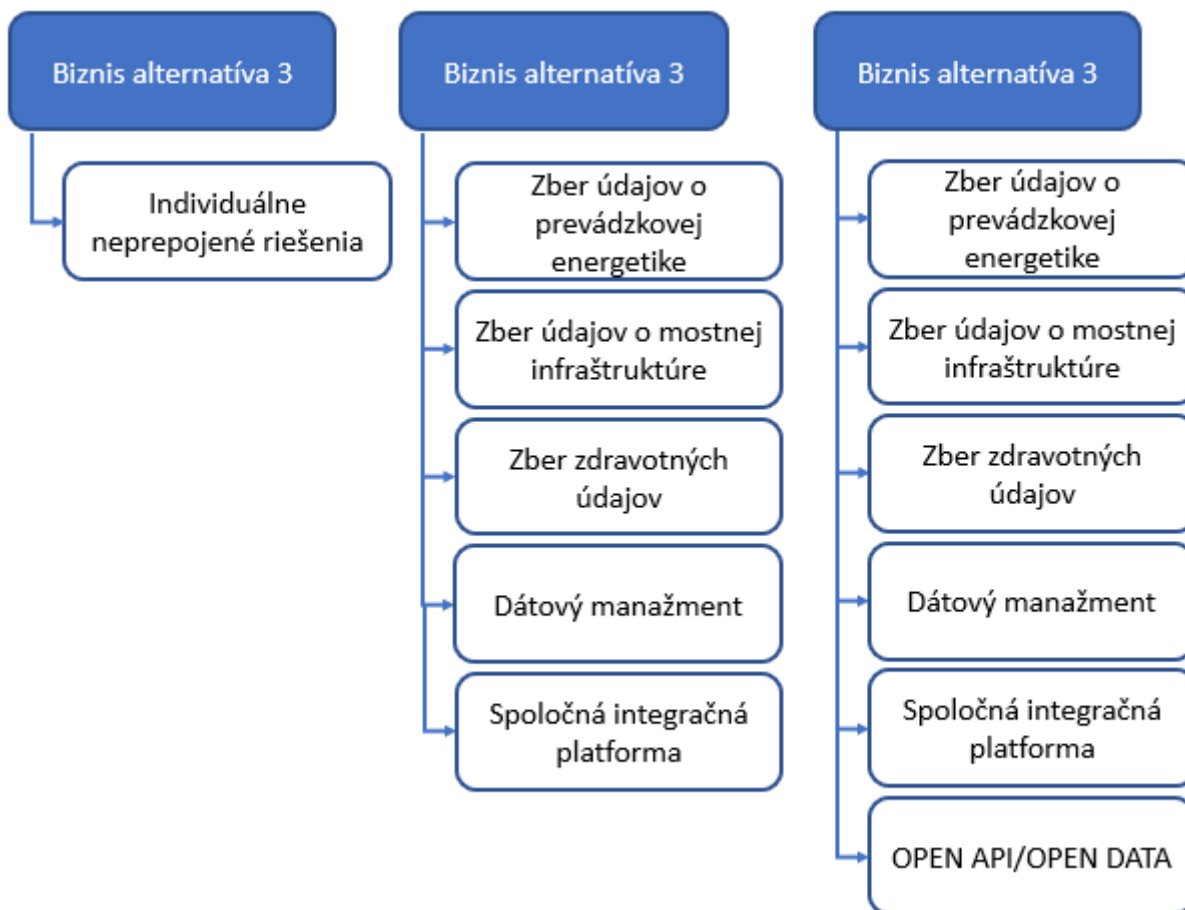 Biznis alternatíva 3
Individuálne
neprepojené riešenia
Biznis alternatíva 3
Zber údajov o
prevádzkovej
energetike
Zber údajov o mostnej
infraštruktúre
Zber zdravotných
údajov
Dátový manažment
Spoločná integračná
platforma
Biznis alternatíva 3
Zber údajov o
prevádzkovej
energetike
Zber údajov o mostnej
infraštruktúre
Zber zdravotných
údajov
Dátový manažment
Spoločná integračná
platforma
OPEN API/OPEN DATA